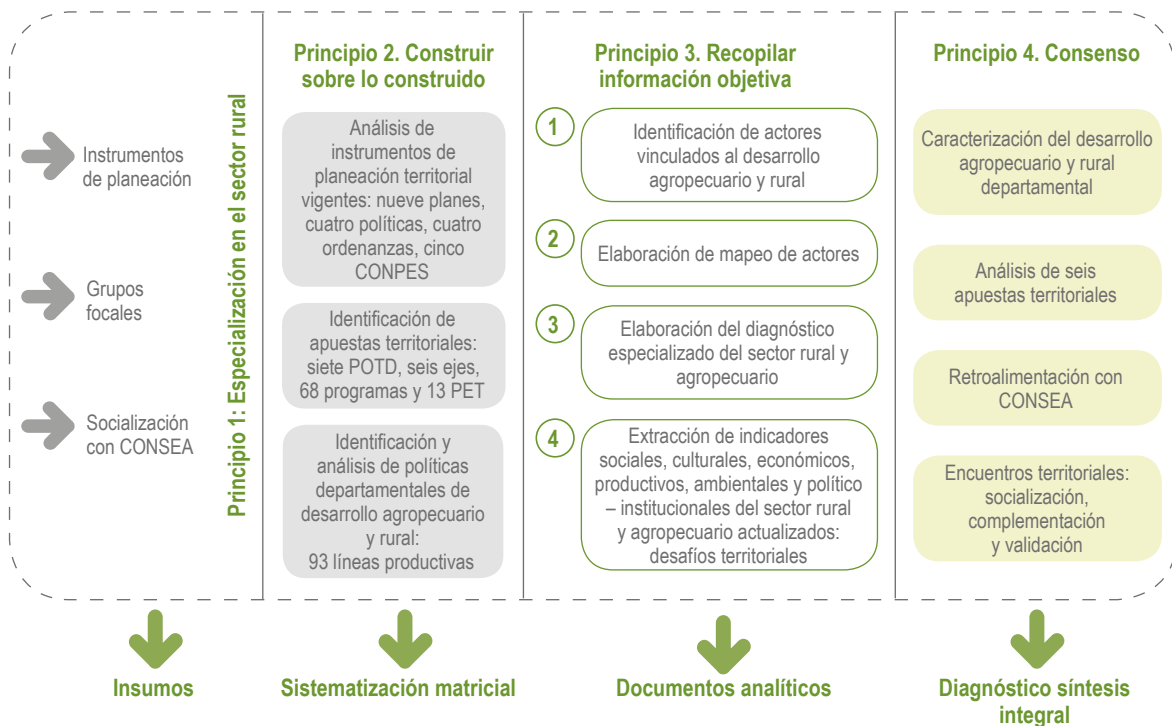 Instrumentos
de planeación
Grupos
focales
Socialización
con CONSEA
Principio 1: Especialización en el sector rural
Principio 2. Construir
sobre lo construido
Análisis de
instrumentos de
planeación territorial
vigentes: nueve planes,
cuatro políticas, cuatro
ordenanzas, cinco
CONPES
Identificación de
apuestas territoriales:
siete POTD, seis ejes,
68 programas y 13 PET
Identificación y
análisis de políticas
departamentales de
desarrollo agropecuario
y rural:
93 líneas productivas
Principio 3. Recopilar
información objetiva
1
Identificación de actores
vinculados al desarrollo
agropecuario y rural
2
Elaboración de mapeo de actores
3
Elaboración del diagnóstico
especializado del sector rural y
agropecuario
4
Extracción de indicadores
sociales, culturales, económicos,
productivos, ambientales y político
– institucionales del sector rural
y agropecuario actualizados:
desafíos territoriales
Principio 4. Consenso
Caracterización del desarrollo
agropecuario y rural
departamental
Análisis de seis
apuestas territoriales
Retroalimentación con
CONSEA
Encuentros territoriales:
socialización,
complementación
y validación
Insumos
Sistematización matricial
Documentos analíticos
Diagnóstico síntesis
integral